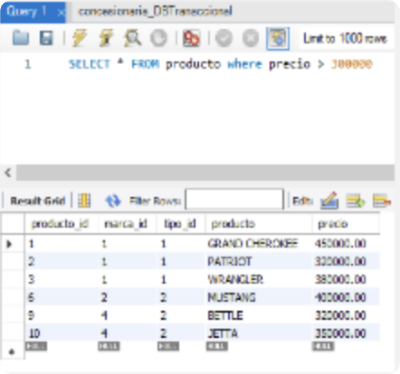 Query 1 × concesionaria_DBTransaccional
Limit to 1000 rows
1 SELECT * FROM producto where precio > 300000
Result Grid Filter Rows: Edit:
producto_id marca_id tipo_id producto precio
1 1 1 GRAND CHEROKEE 450000.00
2 1 1 PATRIOT 320000.00
3 1 1 WRANGLER 380000.00
6 2 2 MUSTANG 400000.00
9 4 2 BETTLE 320000.00
10 4 2 JETTA 350000.00
NULL NULL NULL NULL NULL